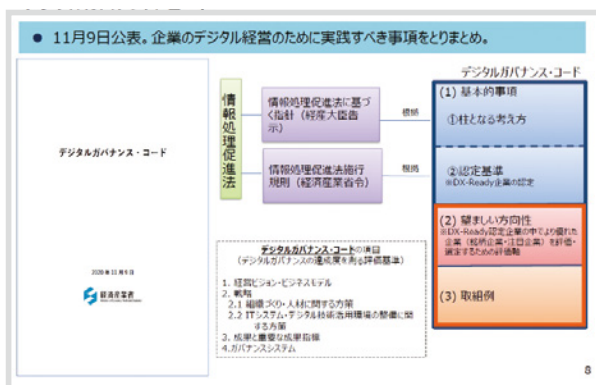 ● 11月9日公表。企業のデジタル経営のために実践すべき事項をとりまとめ。
デジタルガバナンス・コード
2020年11月9日
経済産業省
情報処理促進法
情報処理促進法に基づ
く指針（経産大臣告
示）
根拠
情報処理促進法施行
規則（経済産業省令）
根拠
デジタルガバナンス・コードの項目
（デジタルガバナンスの達成度を測る評価基準）
1. 経営ビジョン・ビジネスモデル
2. 戦略
2.1 組織づくり・人材に関する方策
2.2 ITシステム・デジタル技術活用環境の整備に関
する方策
3. 成果と重要な成果指標
4.ガバナンスシステム
デジタルガバナンス・コード
(1) 基本的事項
①柱となる考え方
②認定基準
※DX-Ready企業の認定
(2) 望ましい方向性
※DX-Ready認定企業の中でより優れた
企業（銘柄企業・注目企業）を評価・
選定するための評価軸
(3) 取組例
8